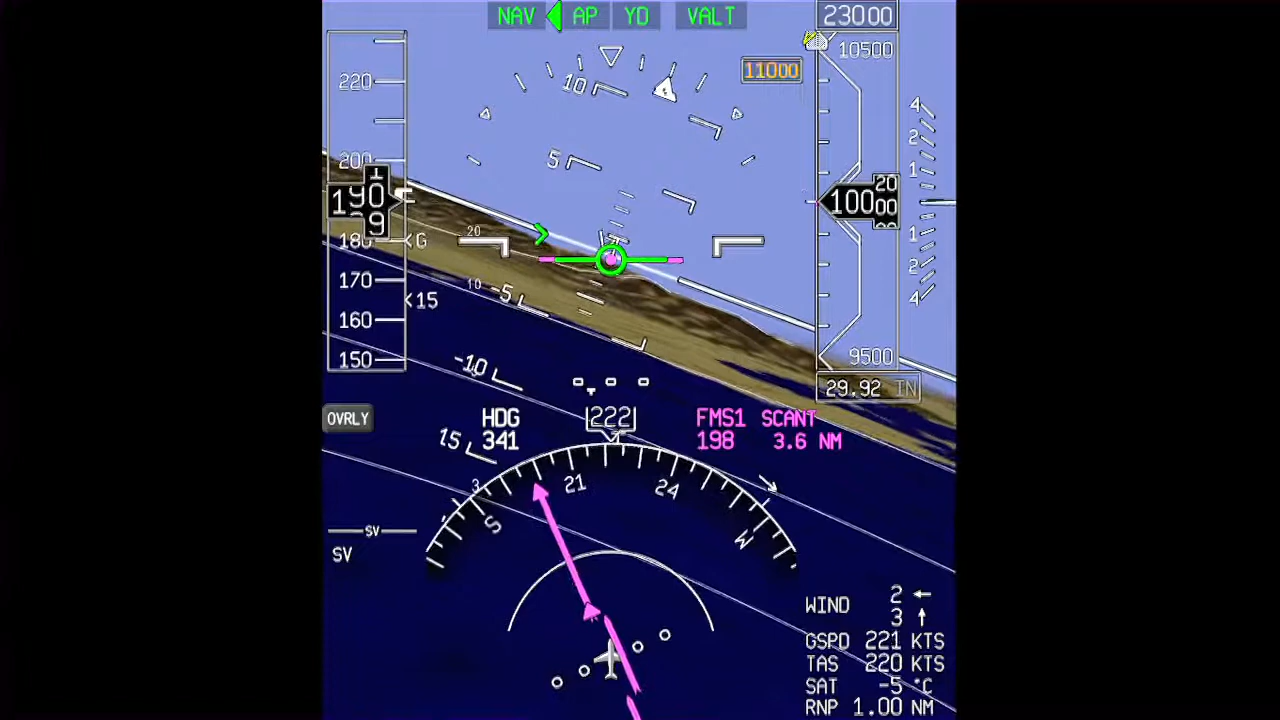 NAV AP YD VALT 23000
220
200
190
1
9
180 G
170
15
160
150
10
5
20
10
-5
-10
15
11000
10500
10000
20
9500
29.92 IN
4
2
1
1
2
4
OVRLY
HDG
341
222
FMS1 SCANT
198 3.6 NM
3
S
21
24
W
SV
SV
WIND 2
3
GSPD 221 KTS
TAS 220 KTS
SAT -5 °C
RNP 1.00 NM